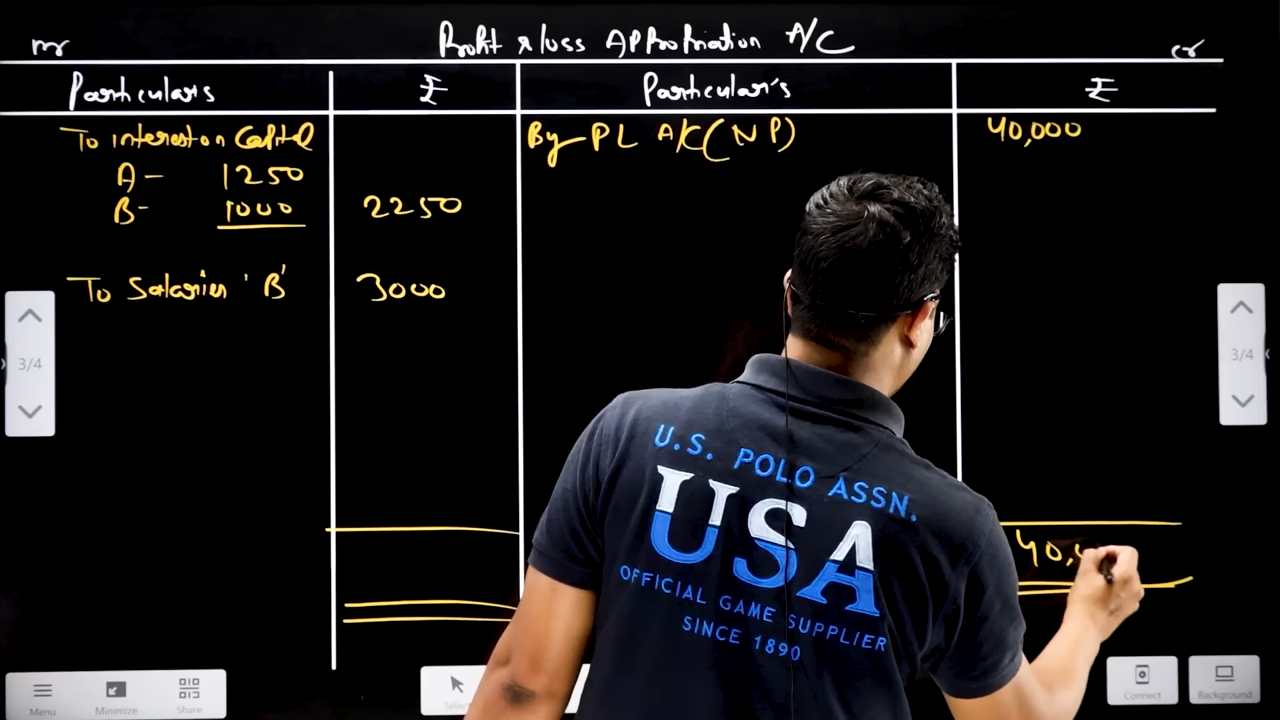 Profit & Loss Appropriation A/C
Dr
Cr
Particulars ₹ Particular's ₹
To interest on Capital
By PL A/C (NP) 40,000
A - 1250
B- 1000 2250
To Salaries 'B' 3000
40,
3/4
3/4
U.S. POLO ASSN.
USA
OFFICIAL GAME SUPPLIER
SINCE 1890
Menu Minimize Share Connect Background